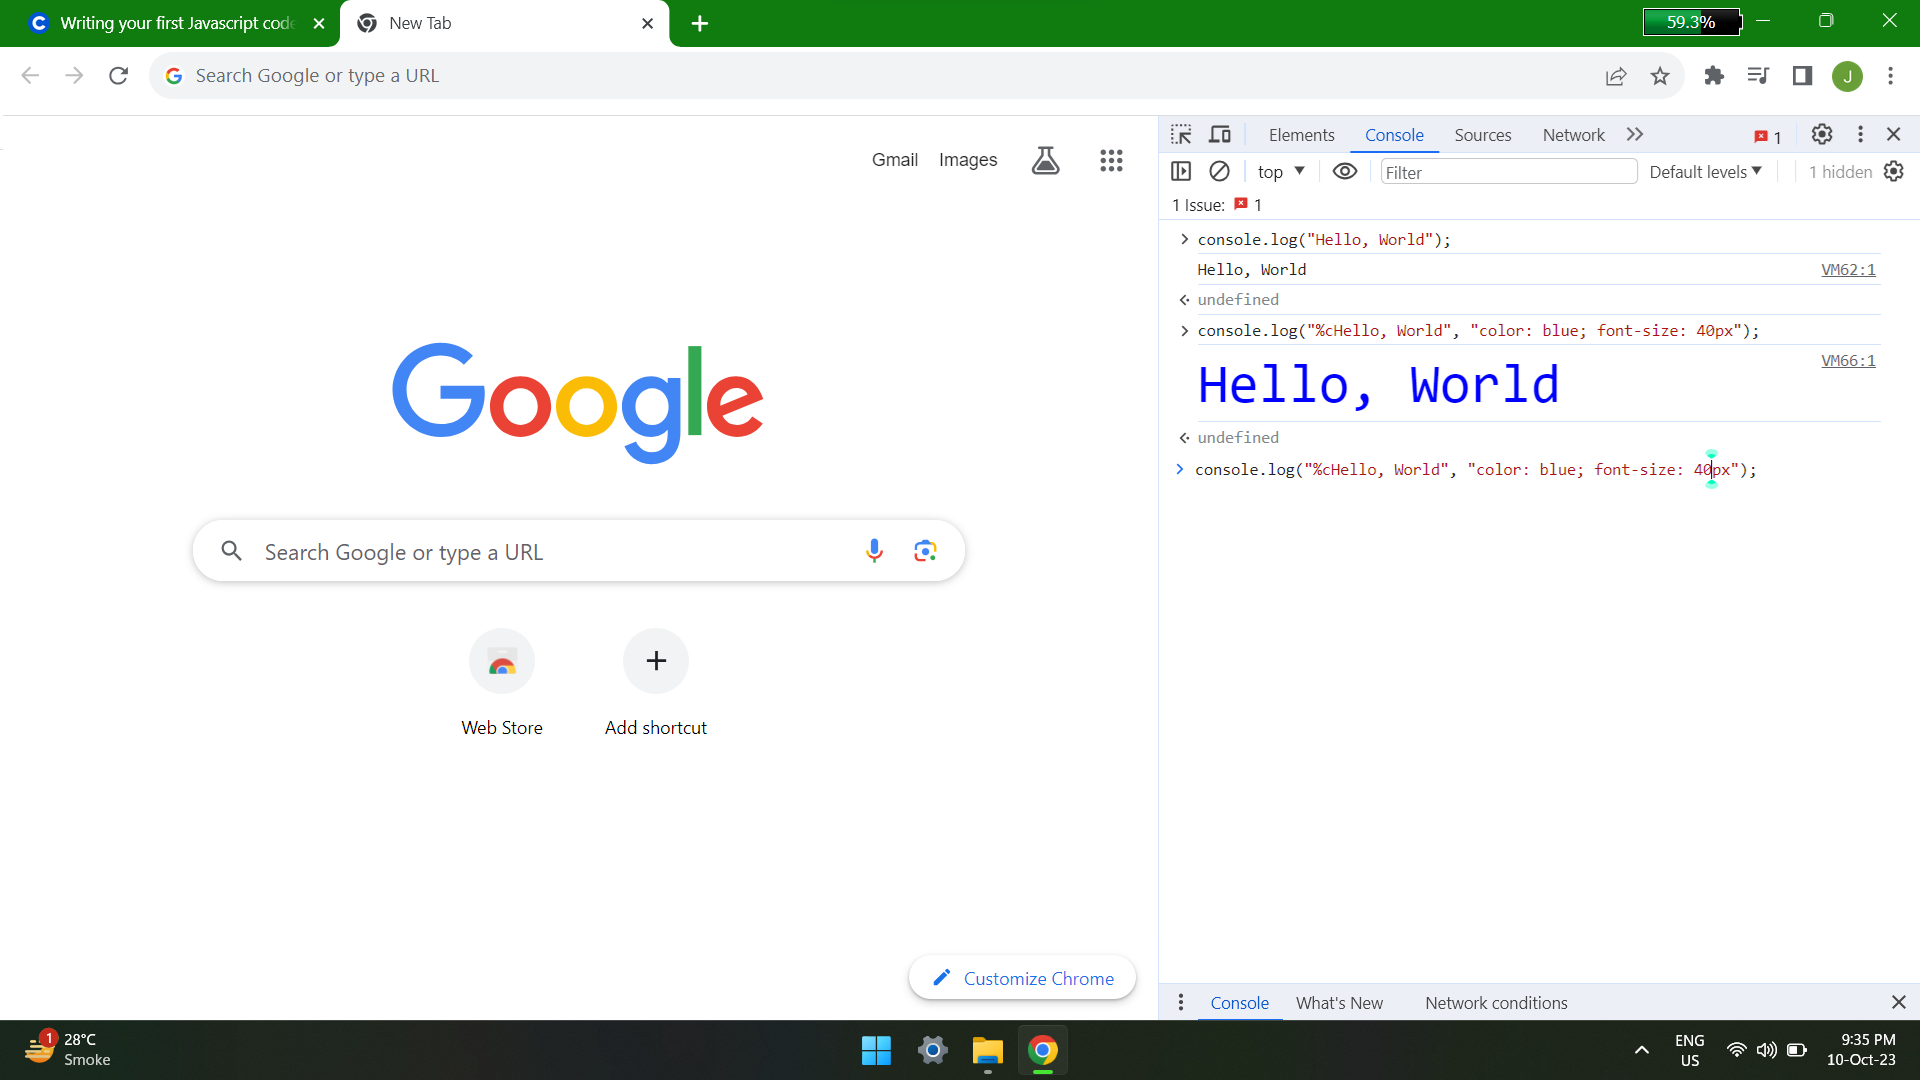 Writing your first Javascript code
New Tab
59.3%
Search Google or type a URL
J
Gmail Images
Google
Search Google or type a URL
Web Store
Add shortcut
Customize Chrome
Elements Console Sources Network 1
top Filter Default levels 1 hidden
1 Issue: 1
console.log("Hello, World");
Hello, World VM62:1
undefined
console.log("%cHello, World", "color: blue; font-size: 40px");
Hello, World VM66:1
undefined
console.log("%cHello, World", "color: blue; font-size: 40px");
Console What's New Network conditions
1
28°C
Smoke
ENG
US
9:35 PM
10-Oct-23